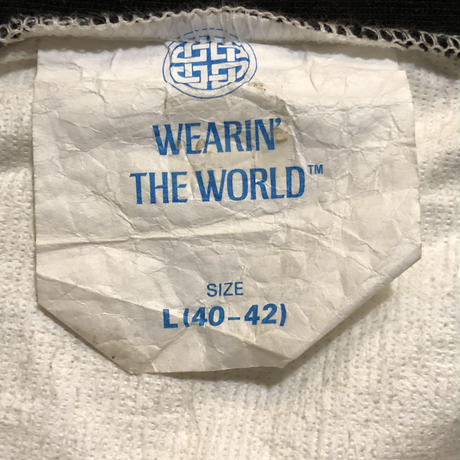 WEARIN'
THE WORLD™
SIZE
L (40-42)